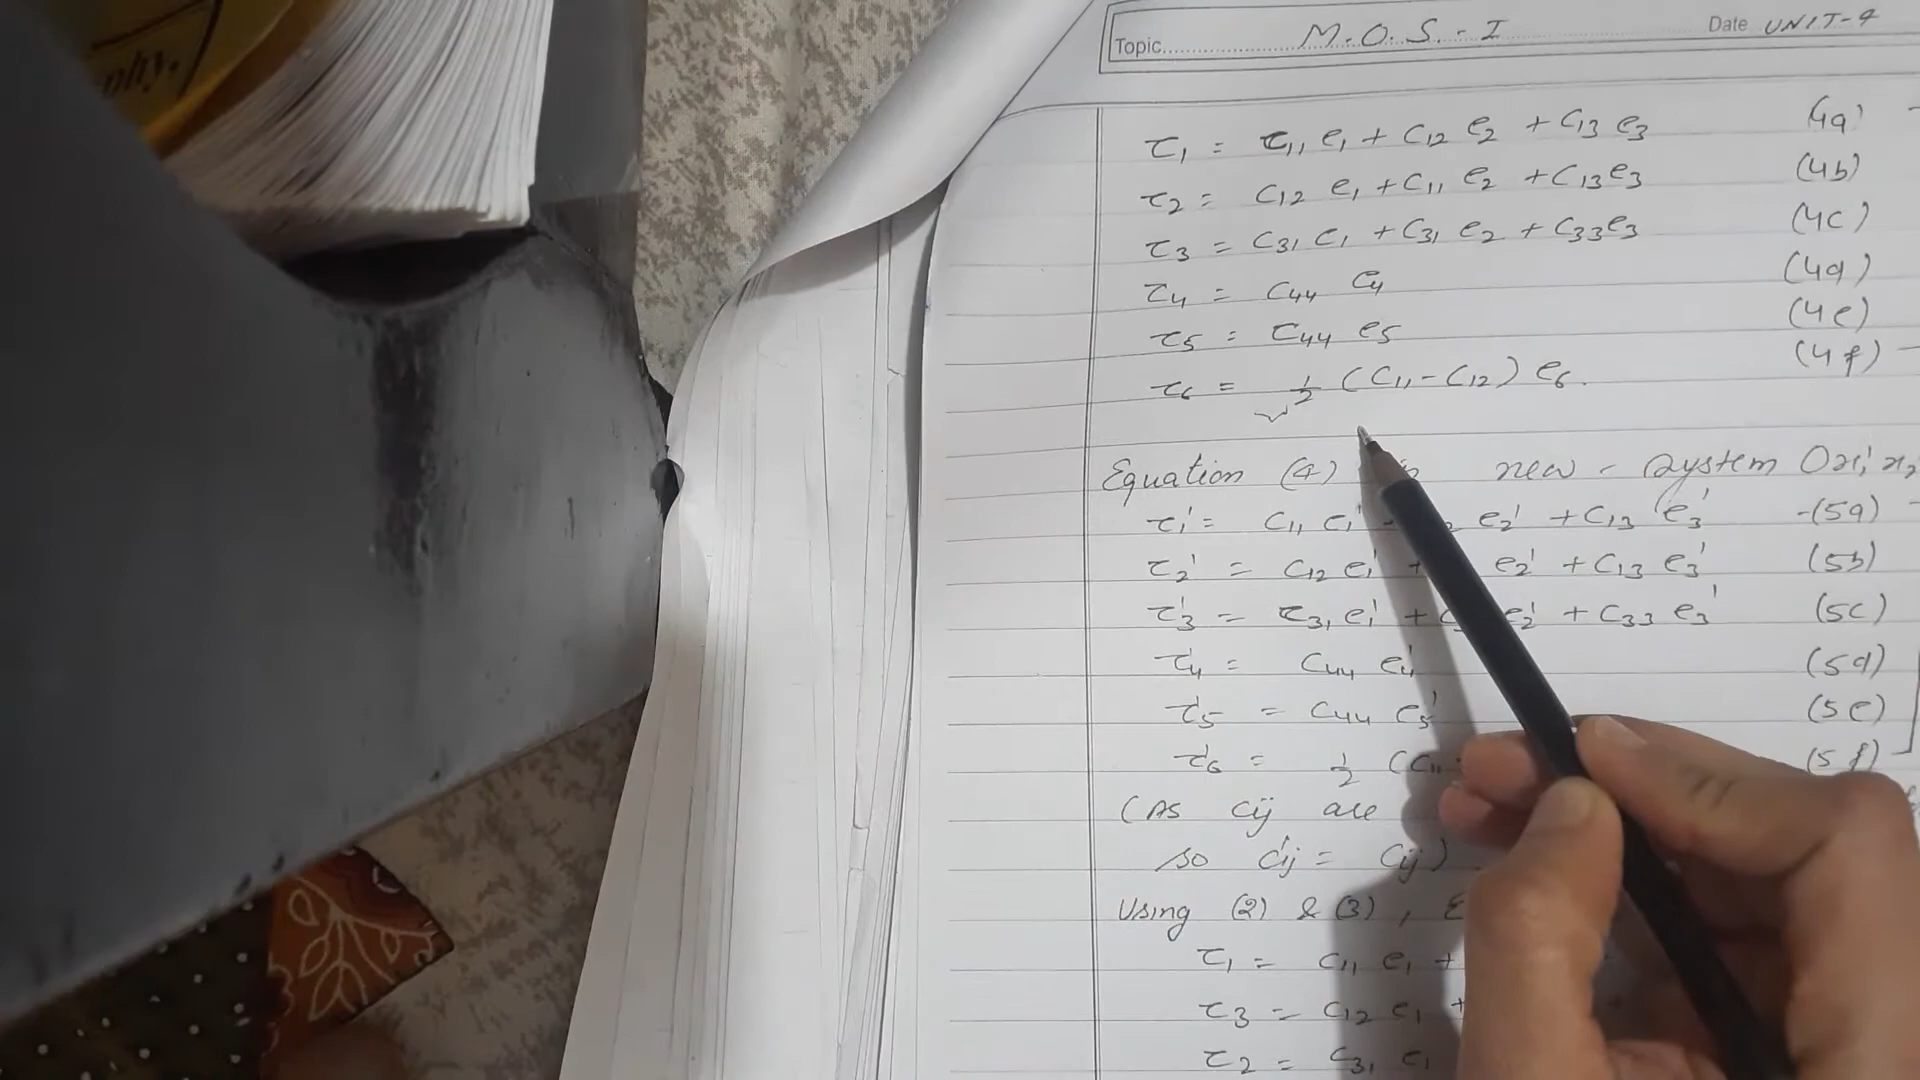 phy.
Topic M.O.S.-I Date UNIT-4
τ₁ = τ₁₁ e₁ + C₁₂ e₂ + C₁₃ e₃ (4a)
τ₂ = C₁₂ e₁ + C₁₁ e₂ + C₁₃ e₃ (4b)
τ₃ = C₃₁ e₁ + C₃₁ e₂ + C₃₃ e₃ (4c)
τ₄ = C₄₄ e₄ (4d)
τ₅ = C₄₄ e₅ (4e)
τ₆ = 1/2 (C₁₁ - C₁₂) e₆. (4f)
Equation (4) new - system Ox₁' x₂
τ₁' = C₁₁ e₁' e₂' + C₁₃ e₃' -(5a)
τ₂' = C₁₂ e₁' + e₂' + C₁₃ e₃' (5b)
τ₃' = C₃₁ e₁' + e₂' + C₃₃ e₃' (5c)
τ₄' = C₄₄ e₄' (5d)
τ₅' = C₄₄ e₅' (5e)
τ₆' = 1/2 (C₁₁ (5f)
(As Cij are
so C'ij = Cij)
Using (2) & (3),
τ₁ = C₁₁ e₁ +
τ₃ = C₁₂ e₁ +
τ₂ = C₃₁ e₁